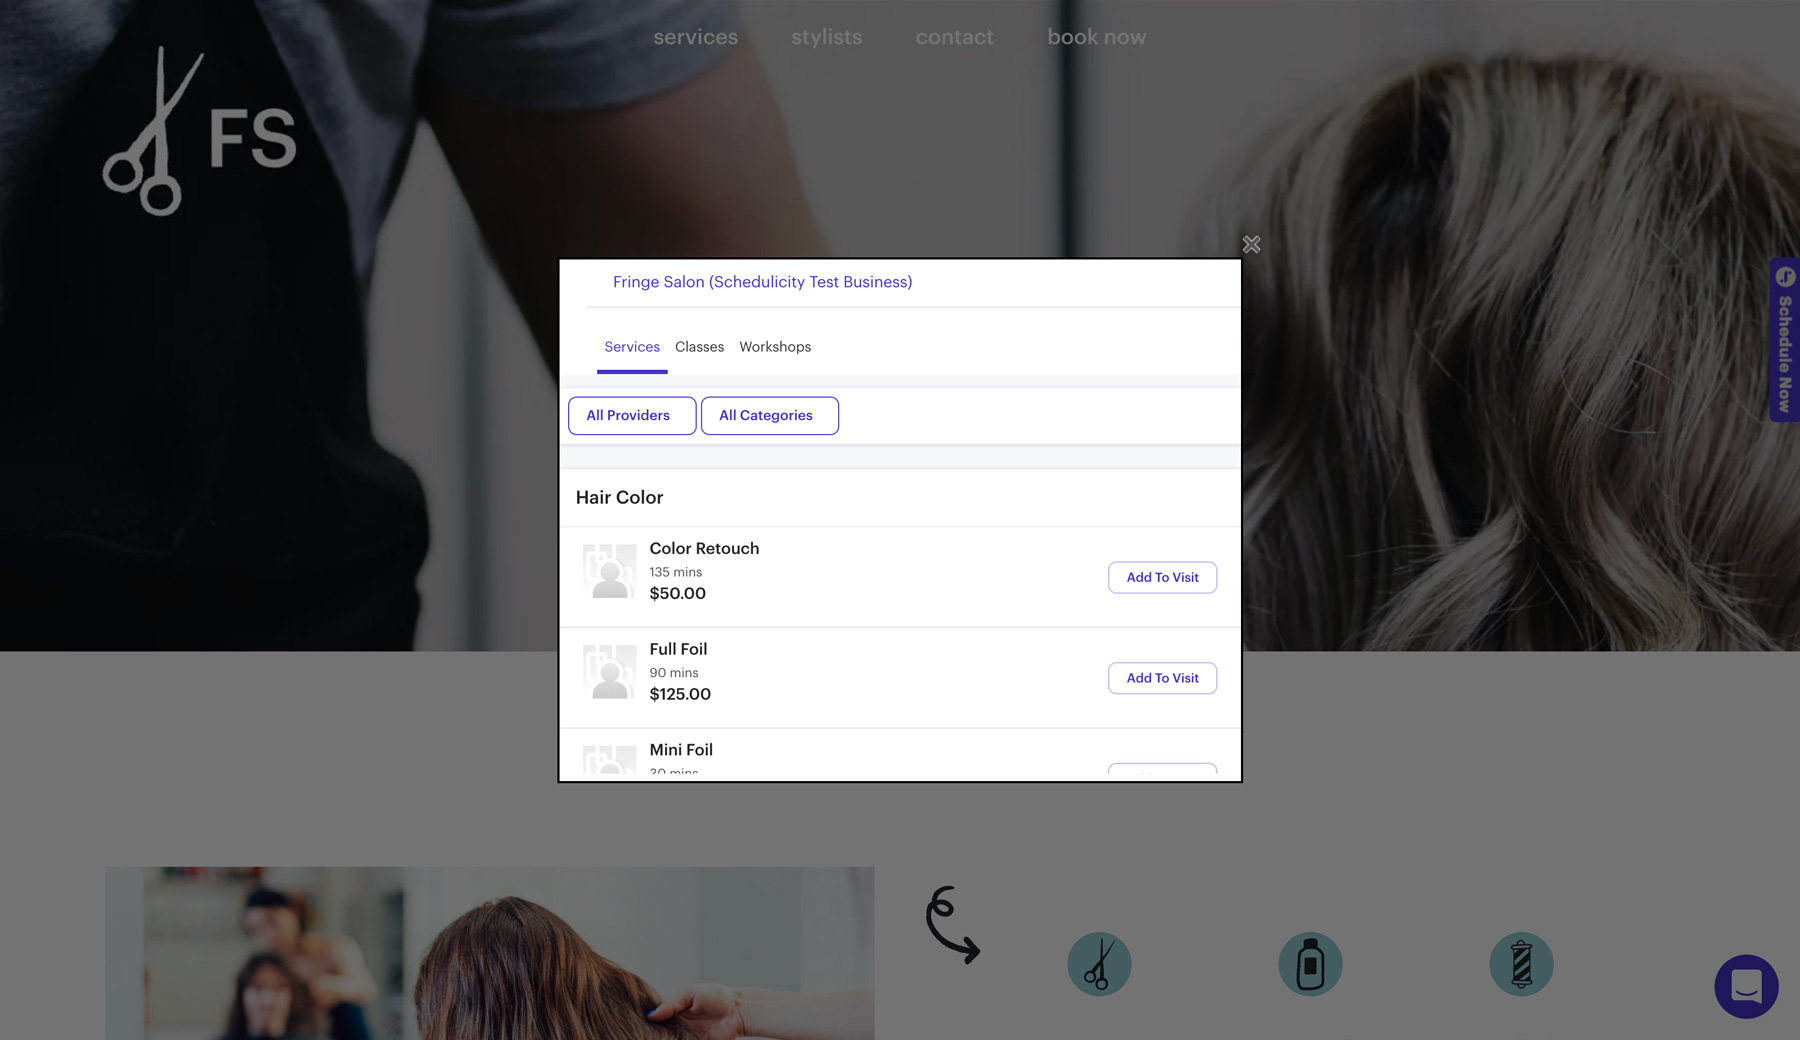 services stylists contact book now
FS
Fringe Salon (Schedulicity Test Business)
Services Classes Workshops
All Providers All Categories
Hair Color
Color Retouch
135 mins
$50.00
Add To Visit
Full Foil
90 mins
$125.00
Add To Visit
Mini Foil
30 mins
Schedule Now